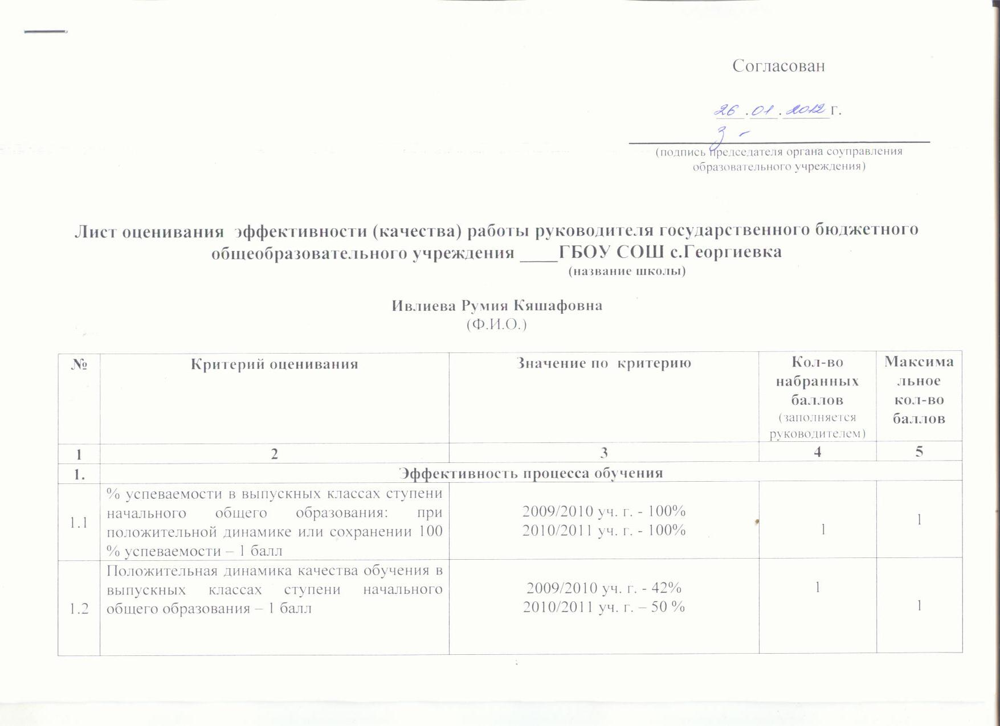 Согласован
26.01.2012г.
(подпись председателя органа соуправления
образовательного учреждения)
Лист оценивания эффективности (качества) работы руководителя государственного бюджетного
общеобразовательного учреждения ____ГБОУ СОШ с.Георгиевка
(название школы)
Ивлиева Румия Кяшафовна
(Ф.И.О.)
№ Критерий оценивания Значение по критерию Кол-во Максима
набранных льное
баллов кол-во
(заполняется баллов
руководителем)
1 2 3 4 5
1. Эффективность процесса обучения
% успеваемости в выпускных классах ступени
начального общего образования: при
положительной динамике или сохранении 100
% успеваемости – 1 балл
1.1
2009/2010 уч. г. - 100%
2010/2011 уч. г. - 100%
1
1
Положительная динамика качества обучения в
выпускных классах ступени начального
общего образования – 1 балл
1.2
2009/2010 уч. г. - 42%
2010/2011 уч. г. – 50 %
1
1